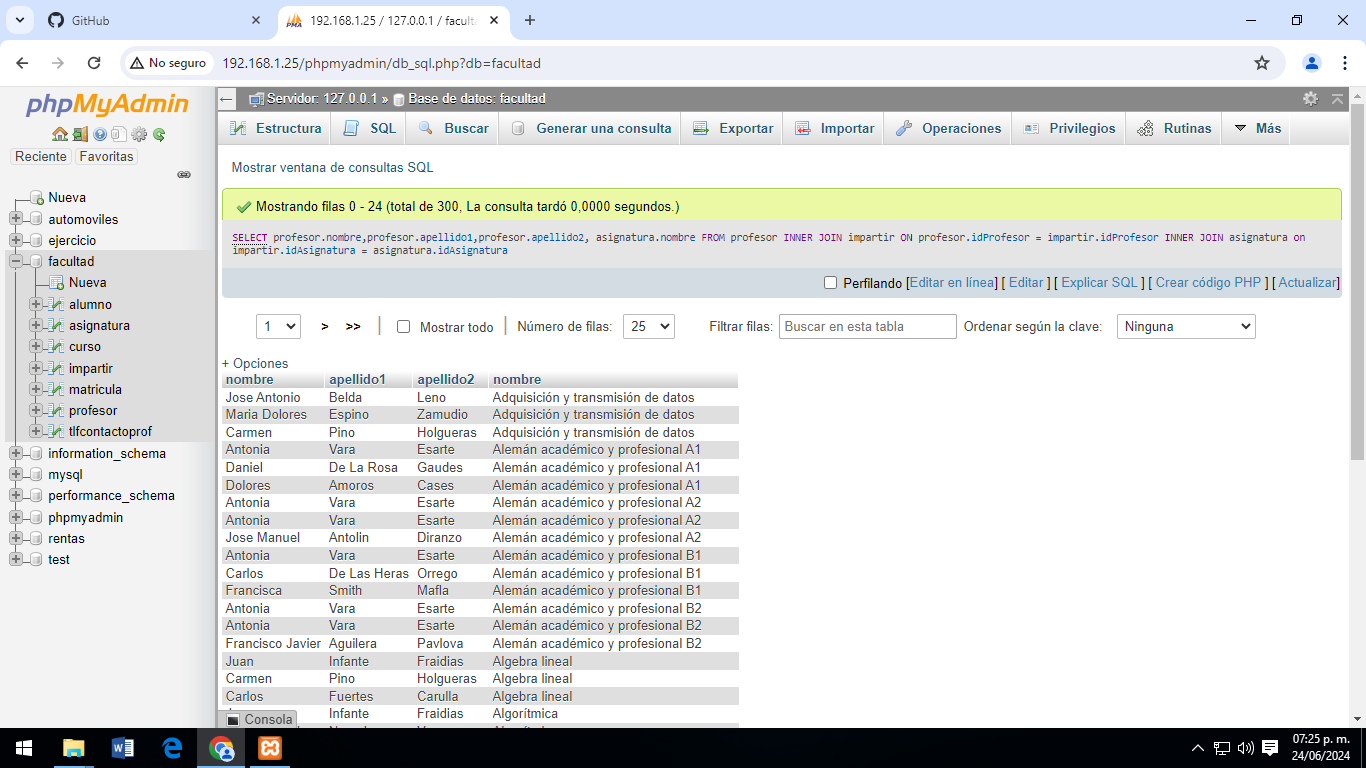 GitHub
192.168.1.25 / 127.0.0.1 / faculta
No seguro
192.168.1.25/phpmyadmin/db_sql.php?db=facultad
phpMyAdmin
Reciente Favoritas
Nueva
automoviles
ejercicio
facultad
Nueva
alumno
asignatura
curso
impartir
matricula
profesor
tlfcontactoprof
information_schema
mysql
performance_schema
phpmyadmin
rentas
test
Servidor: 127.0.0.1 » Base de datos: facultad
Estructura SQL Buscar Generar una consulta Exportar Importar Operaciones Privilegios Rutinas Más
Mostrar ventana de consultas SQL
Mostrando filas 0 - 24 (total de 300, La consulta tardó 0,0000 segundos.)
SELECT profesor.nombre,profesor.apellido1,profesor.apellido2, asignatura.nombre FROM profesor INNER JOIN impartir ON profesor.idProfesor = impartir.idProfesor INNER JOIN asignatura on
impartir.idAsignatura = asignatura.idAsignatura
Perfilando [Editar en línea] [ Editar ] [ Explicar SQL ] [ Crear código PHP ] [ Actualizar]
1 > >> | Mostrar todo | Número de filas: 25 Filtrar filas: Buscar en esta tabla Ordenar según la clave: Ninguna
+ Opciones
nombre apellido1 apellido2 nombre
Jose Antonio Belda Leno Adquisición y transmisión de datos
Maria Dolores Espino Zamudio Adquisición y transmisión de datos
Carmen Pino Holgueras Adquisición y transmisión de datos
Antonia Vara Esarte Alemán académico y profesional A1
Daniel De La Rosa Gaudes Alemán académico y profesional A1
Dolores Amoros Cases Alemán académico y profesional A1
Antonia Vara Esarte Alemán académico y profesional A2
Antonia Vara Esarte Alemán académico y profesional A2
Jose Manuel Antolin Diranzo Alemán académico y profesional A2
Antonia Vara Esarte Alemán académico y profesional B1
Carlos De Las Heras Orrego Alemán académico y profesional B1
Francisca Smith Mafla Alemán académico y profesional B1
Antonia Vara Esarte Alemán académico y profesional B2
Antonia Vara Esarte Alemán académico y profesional B2
Francisco Javier Aguilera Pavlova Alemán académico y profesional B2
Juan Infante Fraidias Algebra lineal
Carmen Pino Holgueras Algebra lineal
Carlos Fuertes Carulla Algebra lineal
Infante Fraidias Algorítmica
Consola
07:25 p. m.
24/06/2024